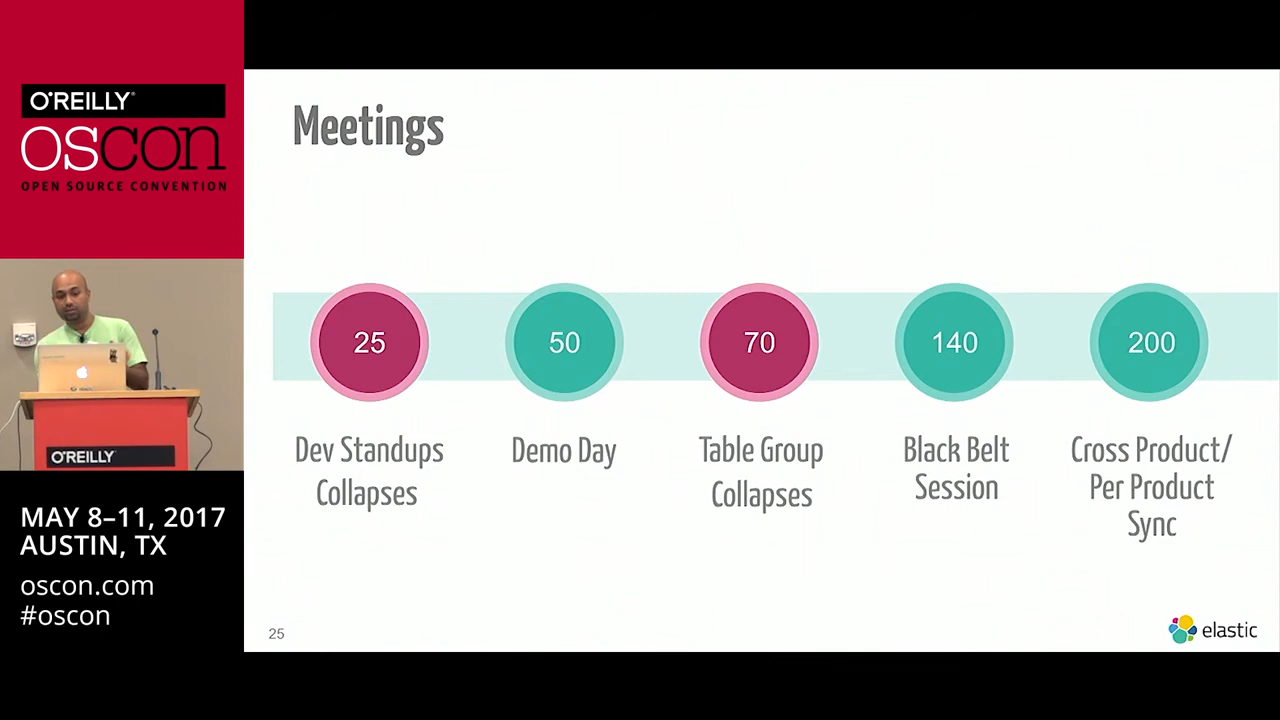 O'REILLY®
OSCON
OPEN SOURCE CONVENTION
O'REILLY
MAY 8–11, 2017
AUSTIN, TX
oscon.com
#oscon
Meetings
25
50
70
140
200
Dev Standups
Collapses
Demo Day
Table Group
Collapses
Black Belt
Session
Cross Product/
Per Product
Sync
25
elastic